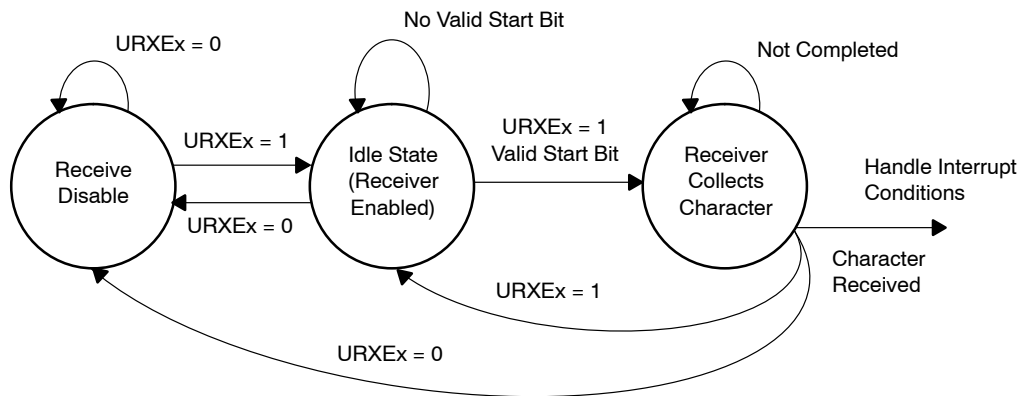 No Valid Start Bit
URXEx = 0
Not Completed
URXEx = 1
URXEx = 1
Valid Start Bit
Receive
Disable
Idle State
(Receiver
Enabled)
Receiver
Collects
Character
Handle Interrupt
Conditions
URXEx = 0
Character
Received
URXEx = 1
URXEx = 0